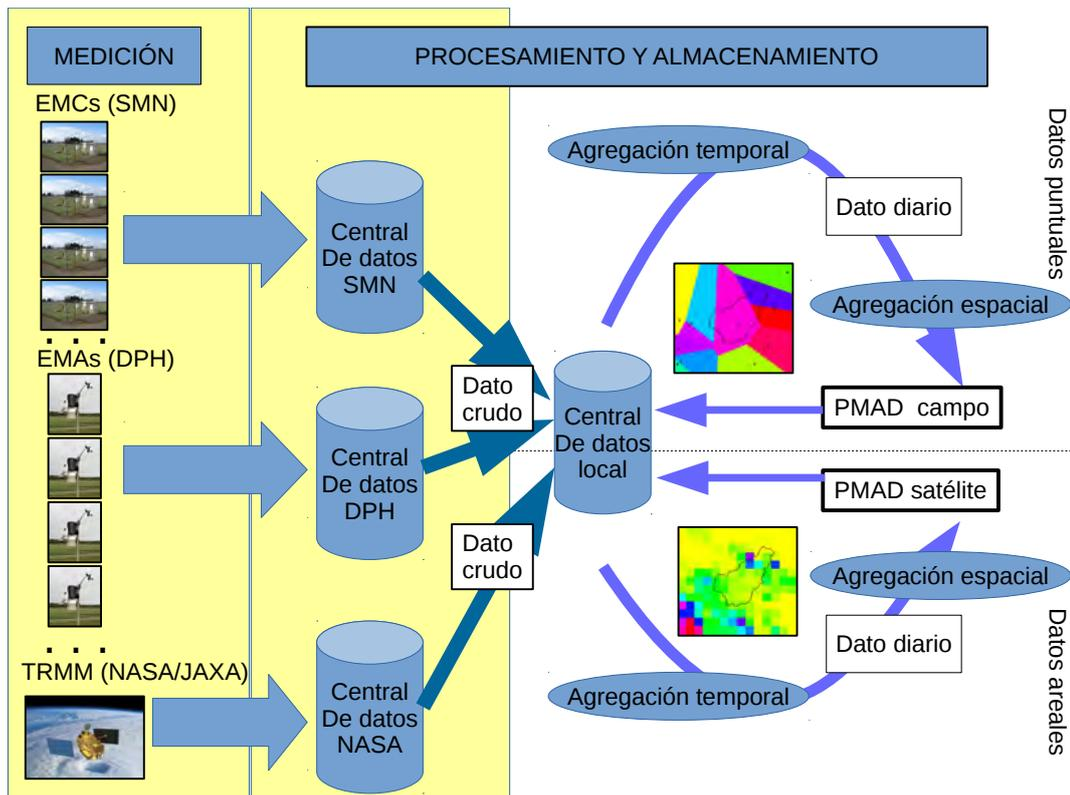 MEDICIÓN
PROCESAMIENTO Y ALMACENAMIENTO
EMCs (SMN)
. . .
EMAs (DPH)
. . .
TRMM (NASA/JAXA)
Central
De datos
SMN
Central
De datos
DPH
Central
De datos
NASA
Dato
crudo
Dato
crudo
Central
De datos
local
Agregación temporal
Dato diario
Agregación espacial
PMAD campo
Datos puntuales
PMAD satélite
Agregación espacial
Dato diario
Agregación temporal
Datos areales